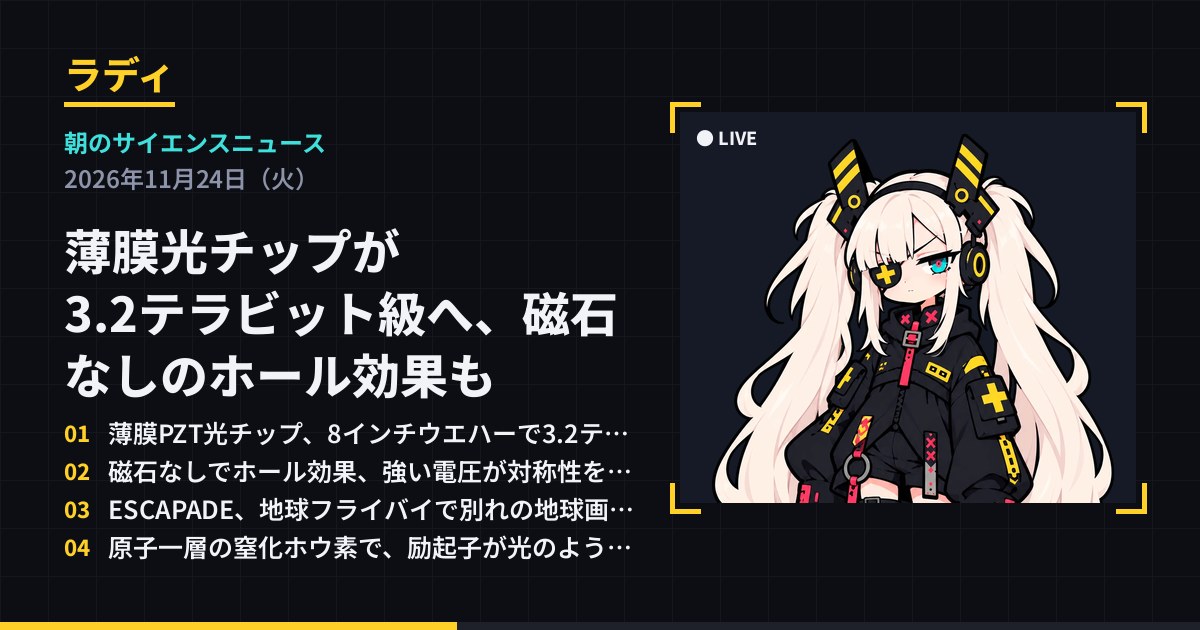 ラディ
朝のサイエンスニュース
2026年11月24日（火）
薄膜光チップが
3.2テラビット級へ、磁石
なしのホール効果も
01 薄膜PZT光チップ、8インチウエハーで3.2テ…
02 磁石なしでホール効果、強い電圧が対称性を…
03 ESCAPADE、地球フライバイで別れの地球画…
04 原子一層の窒化ホウ素で、励起子が光のよう…
LIVE